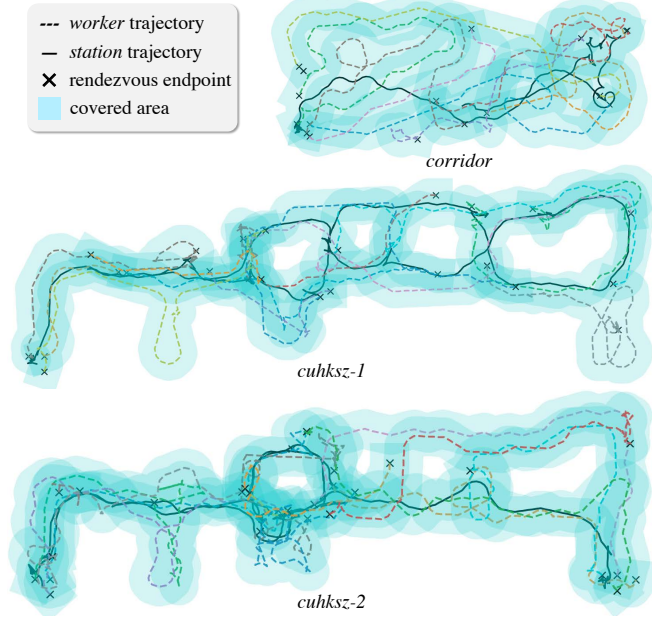 worker trajectory
station trajectory
rendezvous endpoint
covered area
corridor
cuhksz-1
cuhksz-2